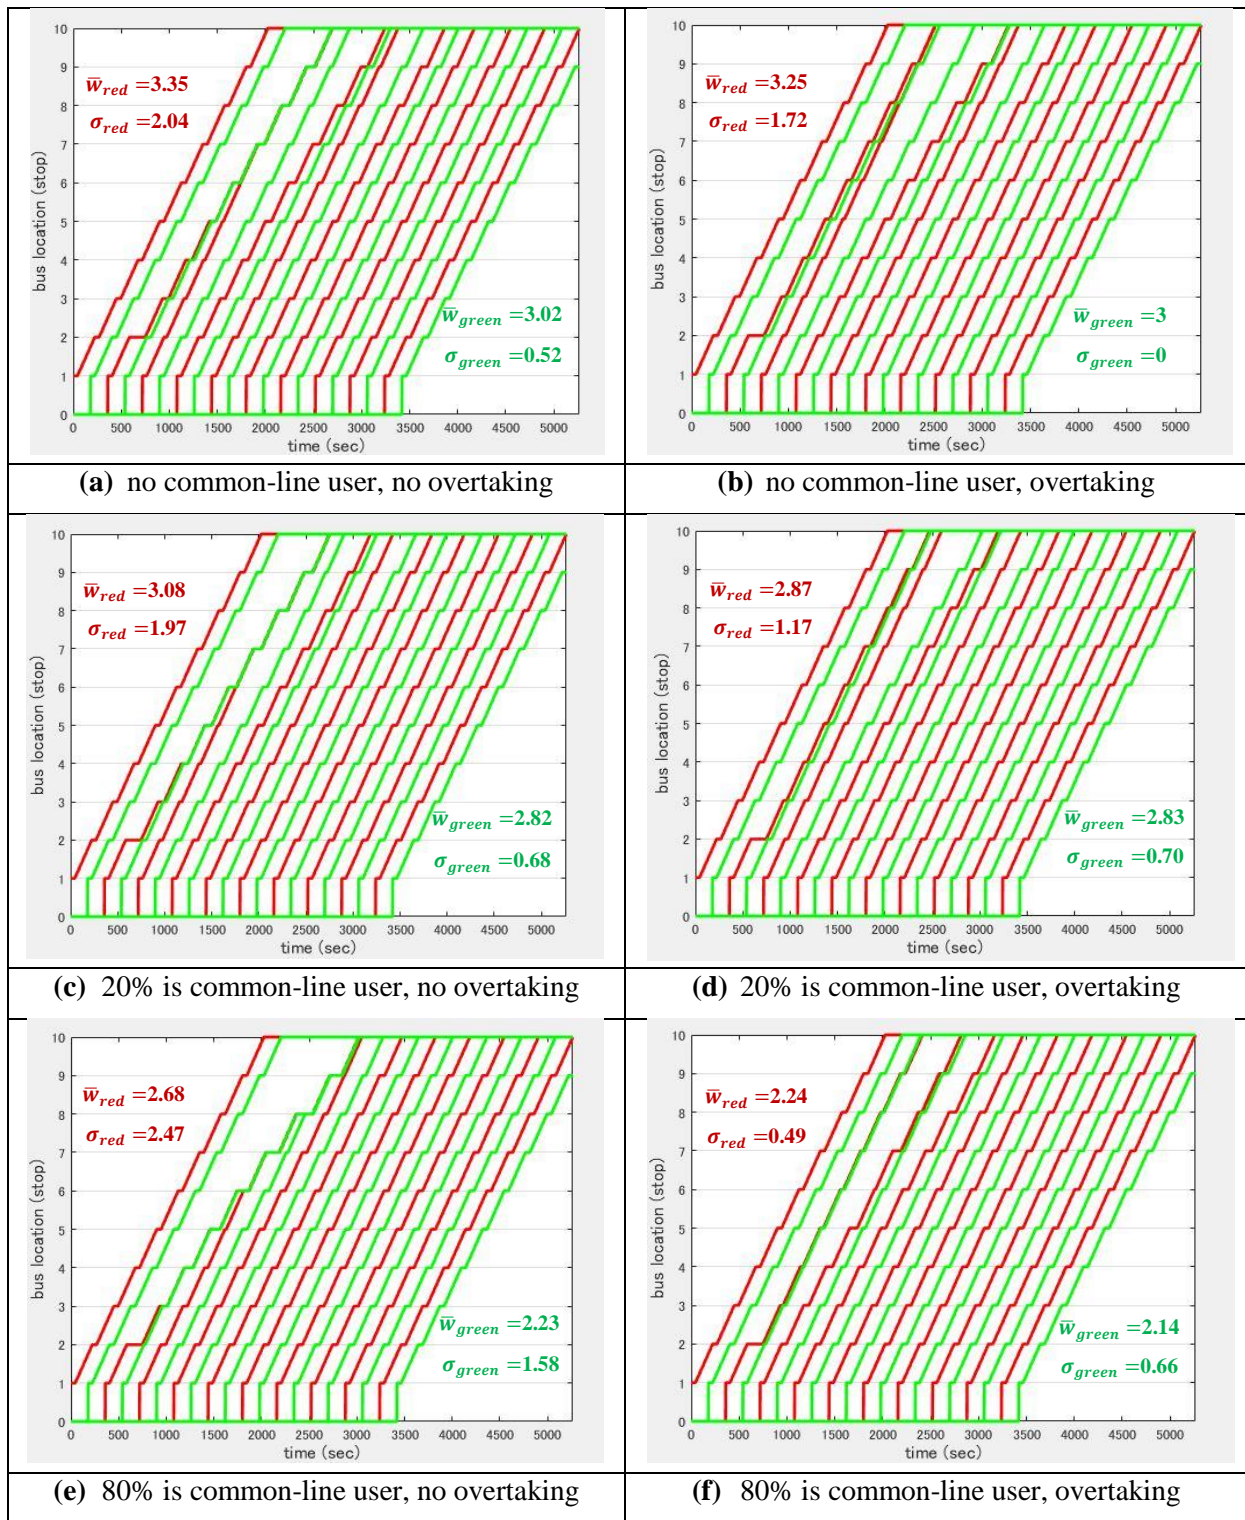 10
9
8
7
6
5
4
3
2
1
0
bus location (stop)
w̄red =3.35
σred =2.04
w̄green =3.02
σgreen =0.52
0 500 1000 1500 2000 2500 3000 3500 4000 4500 5000
time (sec)
(a) no common-line user, no overtaking
10
9
8
7
6
5
4
3
2
1
0
bus location (stop)
w̄red =3.25
σred =1.72
w̄green =3
σgreen =0
0 500 1000 1500 2000 2500 3000 3500 4000 4500 5000
time (sec)
(b) no common-line user, overtaking
10
9
8
7
6
5
4
3
2
1
0
bus location (stop)
w̄red =3.08
σred =1.97
w̄green =2.82
σgreen =0.68
0 500 1000 1500 2000 2500 3000 3500 4000 4500 5000
time (sec)
(c) 20% is common-line user, no overtaking
10
9
8
7
6
5
4
3
2
1
0
bus location (stop)
w̄red =2.87
σred =1.17
w̄green =2.83
σgreen =0.70
0 500 1000 1500 2000 2500 3000 3500 4000 4500 5000
time (sec)
(d) 20% is common-line user, overtaking
10
9
8
7
6
5
4
3
2
1
0
bus location (stop)
w̄red =2.68
σred =2.47
w̄green =2.23
σgreen =1.58
0 500 1000 1500 2000 2500 3000 3500 4000 4500 5000
time (sec)
(e) 80% is common-line user, no overtaking
10
9
8
7
6
5
4
3
2
1
0
bus location (stop)
w̄red =2.24
σred =0.49
w̄green =2.14
σgreen =0.66
0 500 1000 1500 2000 2500 3000 3500 4000 4500 5000
time (sec)
(f) 80% is common-line user, overtaking